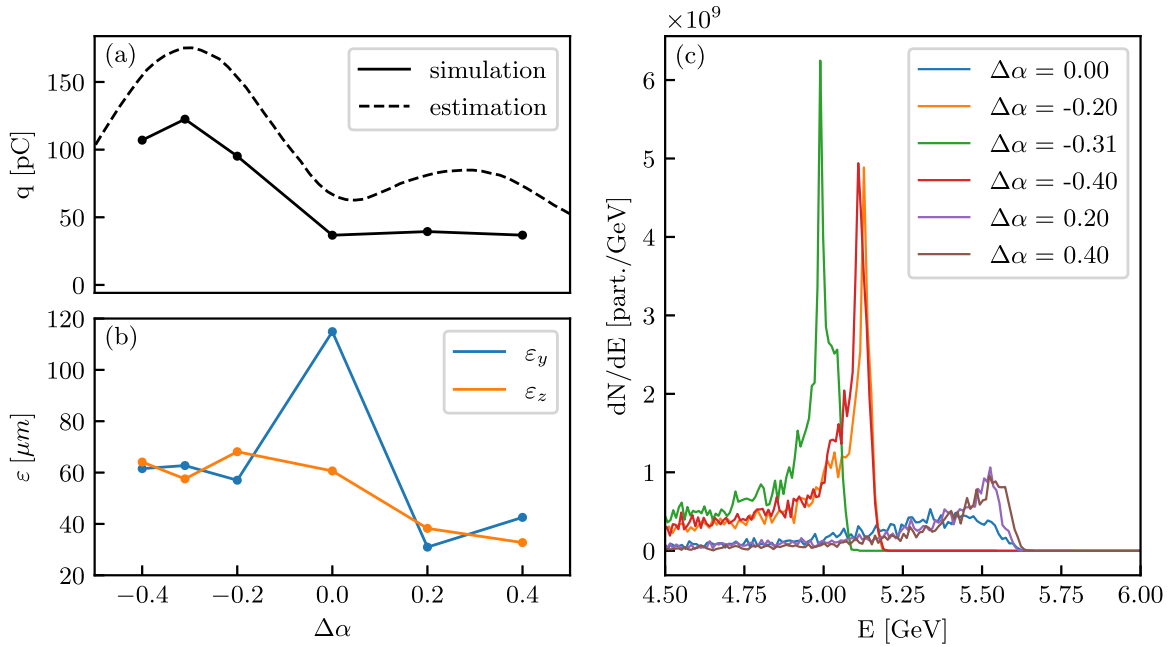 (a)
simulation
estimation
q [pC]
150
100
50
0
(b)
ε_y
ε_z
ε [μm]
120
100
80
60
40
20
−0.4 −0.2 0.0 0.2 0.4
Δα
×10⁹
(c)
Δα = 0.00
Δα = -0.20
Δα = -0.31
Δα = -0.40
Δα = 0.20
Δα = 0.40
dN/dE [part./GeV]
6
5
4
3
2
1
0
4.50 4.75 5.00 5.25 5.50 5.75 6.00
E [GeV]